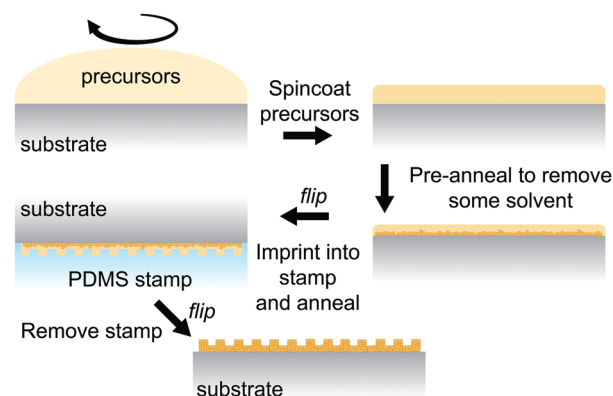 precursors
substrate
Spincoat
precursors
Pre-anneal to remove
some solvent
flip
Imprint into
stamp
and anneal
substrate
PDMS stamp
flip
Remove stamp
substrate